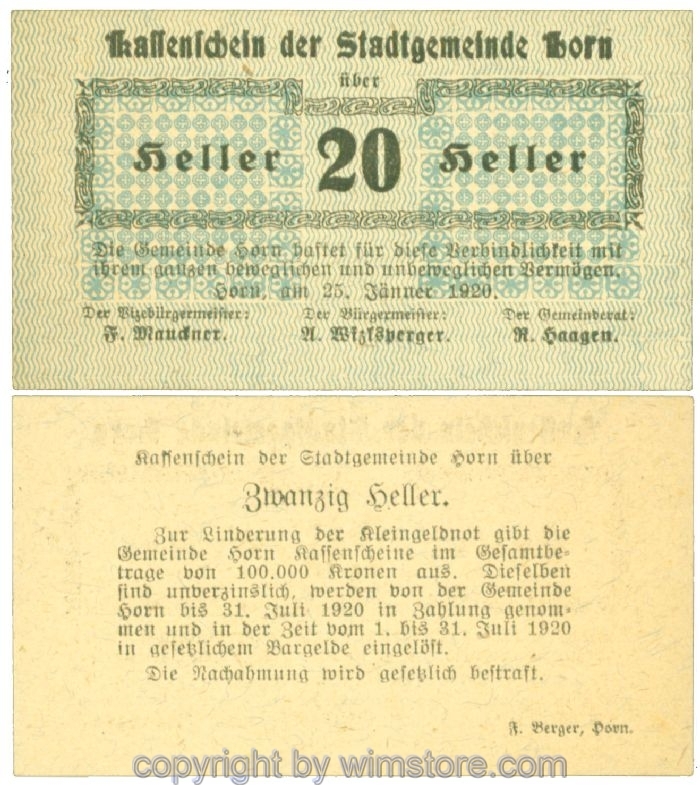 Kassenschein der Stadtgemeinde Horn
über
Heller 20 Heller
Die Gemeinde Horn haftet für diese Verbindlichkeit mit
ihrem ganzen beweglichen und unbeweglichen Vermögen.
Horn, am 25. Jänner 1920.
Der Vizebürgermeister: Der Bürgermeister: Der Gemeinderat:
F. Mauckner. A. Wizlsperger. R. Haagen.
Kassenschein der Stadtgemeinde Horn über
Zwanzig Heller.
Zur Linderung der Kleingeldnot gibt die
Gemeinde Horn Kassenscheine im Gesamtbe-
trage von 100.000 Kronen aus. Dieselben
sind unverzinslich, werden von der Gemeinde
Horn bis 31. Juli 1920 in Zahlung genom-
men und in der Zeit vom 1. bis 31. Juli 1920
in gesetzlichem Bargelde eingelöst.
Die Nachahmung wird gesetzlich bestraft.
F. Berger, Horn.
copyright by wimstore.com